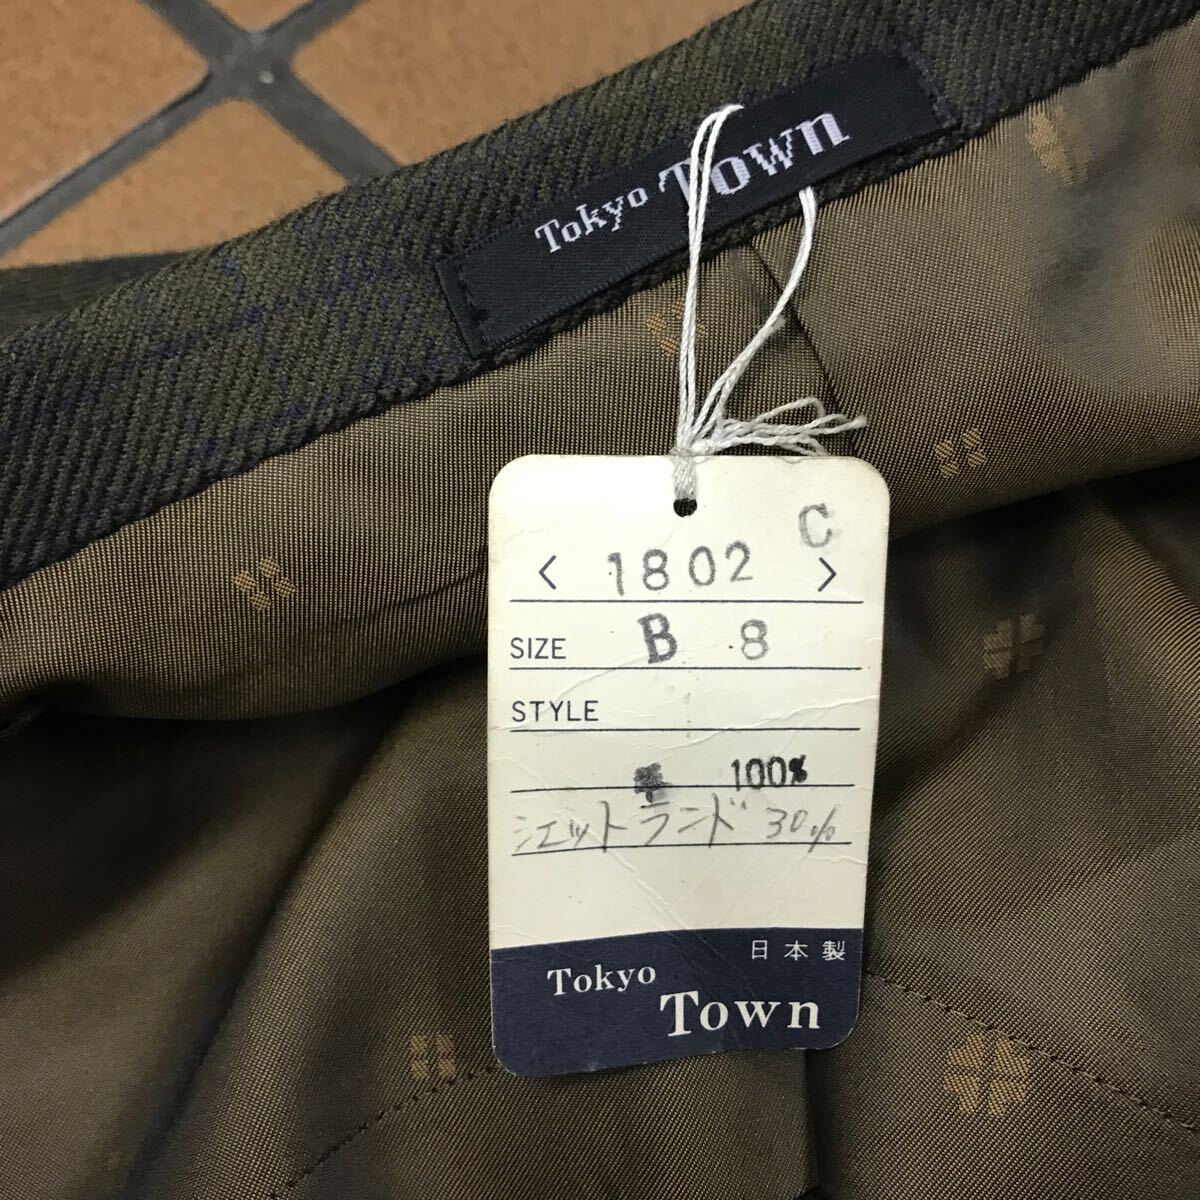 Tokyo Town
C
< 1802 >
SIZE B 8
STYLE
100%
シェットランド 30%
日本製
Tokyo
Town